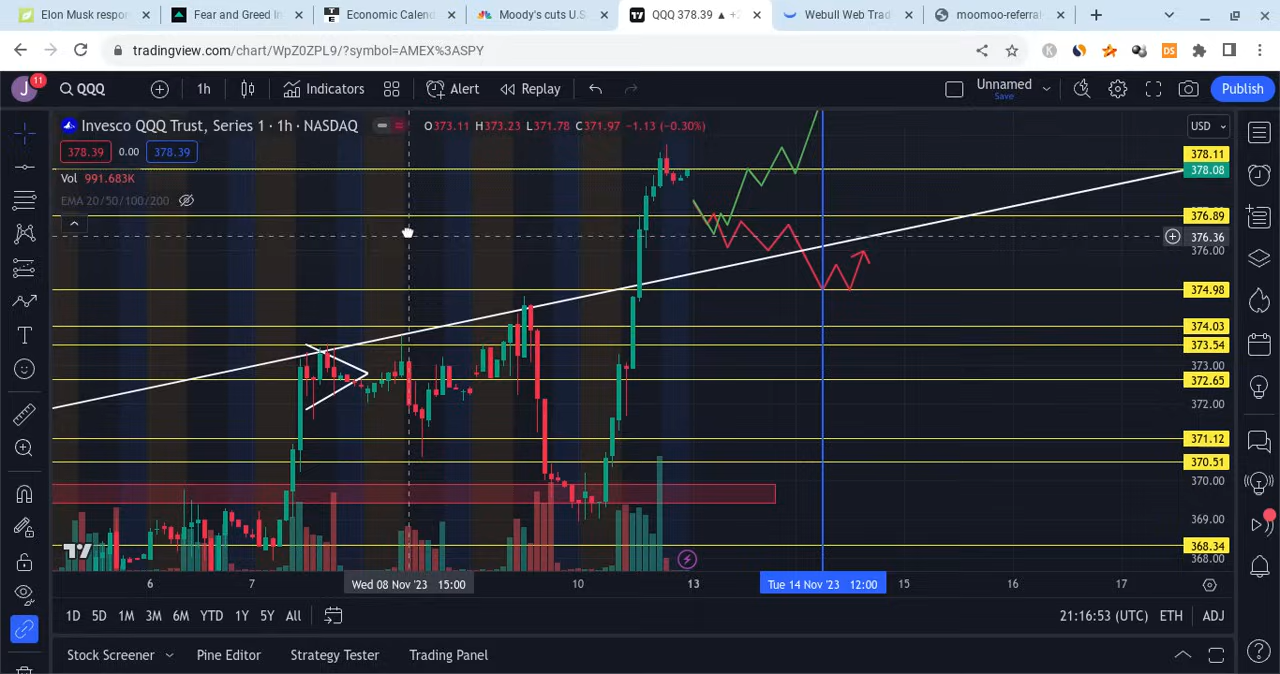 Elon Musk respon
Fear and Greed In
Economic Calend
Moody's cuts U.S
QQQ 378.39 ▲ +2
Webull Web Trad
moomoo-referral
tradingview.com/chart/WpZ0ZPL9/?symbol=AMEX%3ASPY
K
DS
J
11
QQQ
1h
Indicators
Alert
Replay
Unnamed
Save
Publish
Invesco QQQ Trust, Series 1 · 1h · NASDAQ
O373.11 H373.23 L371.78 C371.97 −1.13 (−0.30%)
USD
378.39 0.00 378.39
Vol 991.683K
EMA 20/50/100/200
378.11
378.08
376.89
376.36
376.00
374.98
374.03
373.54
373.00
372.65
372.00
371.12
370.51
370.00
369.00
368.34
368.00
6
7
Wed 08 Nov '23 15:00
10
13
Tue 14 Nov '23 12:00
15
16
17
1D 5D 1M 3M 6M YTD 1Y 5Y All
21:16:53 (UTC) ETH ADJ
Stock Screener
Pine Editor
Strategy Tester
Trading Panel